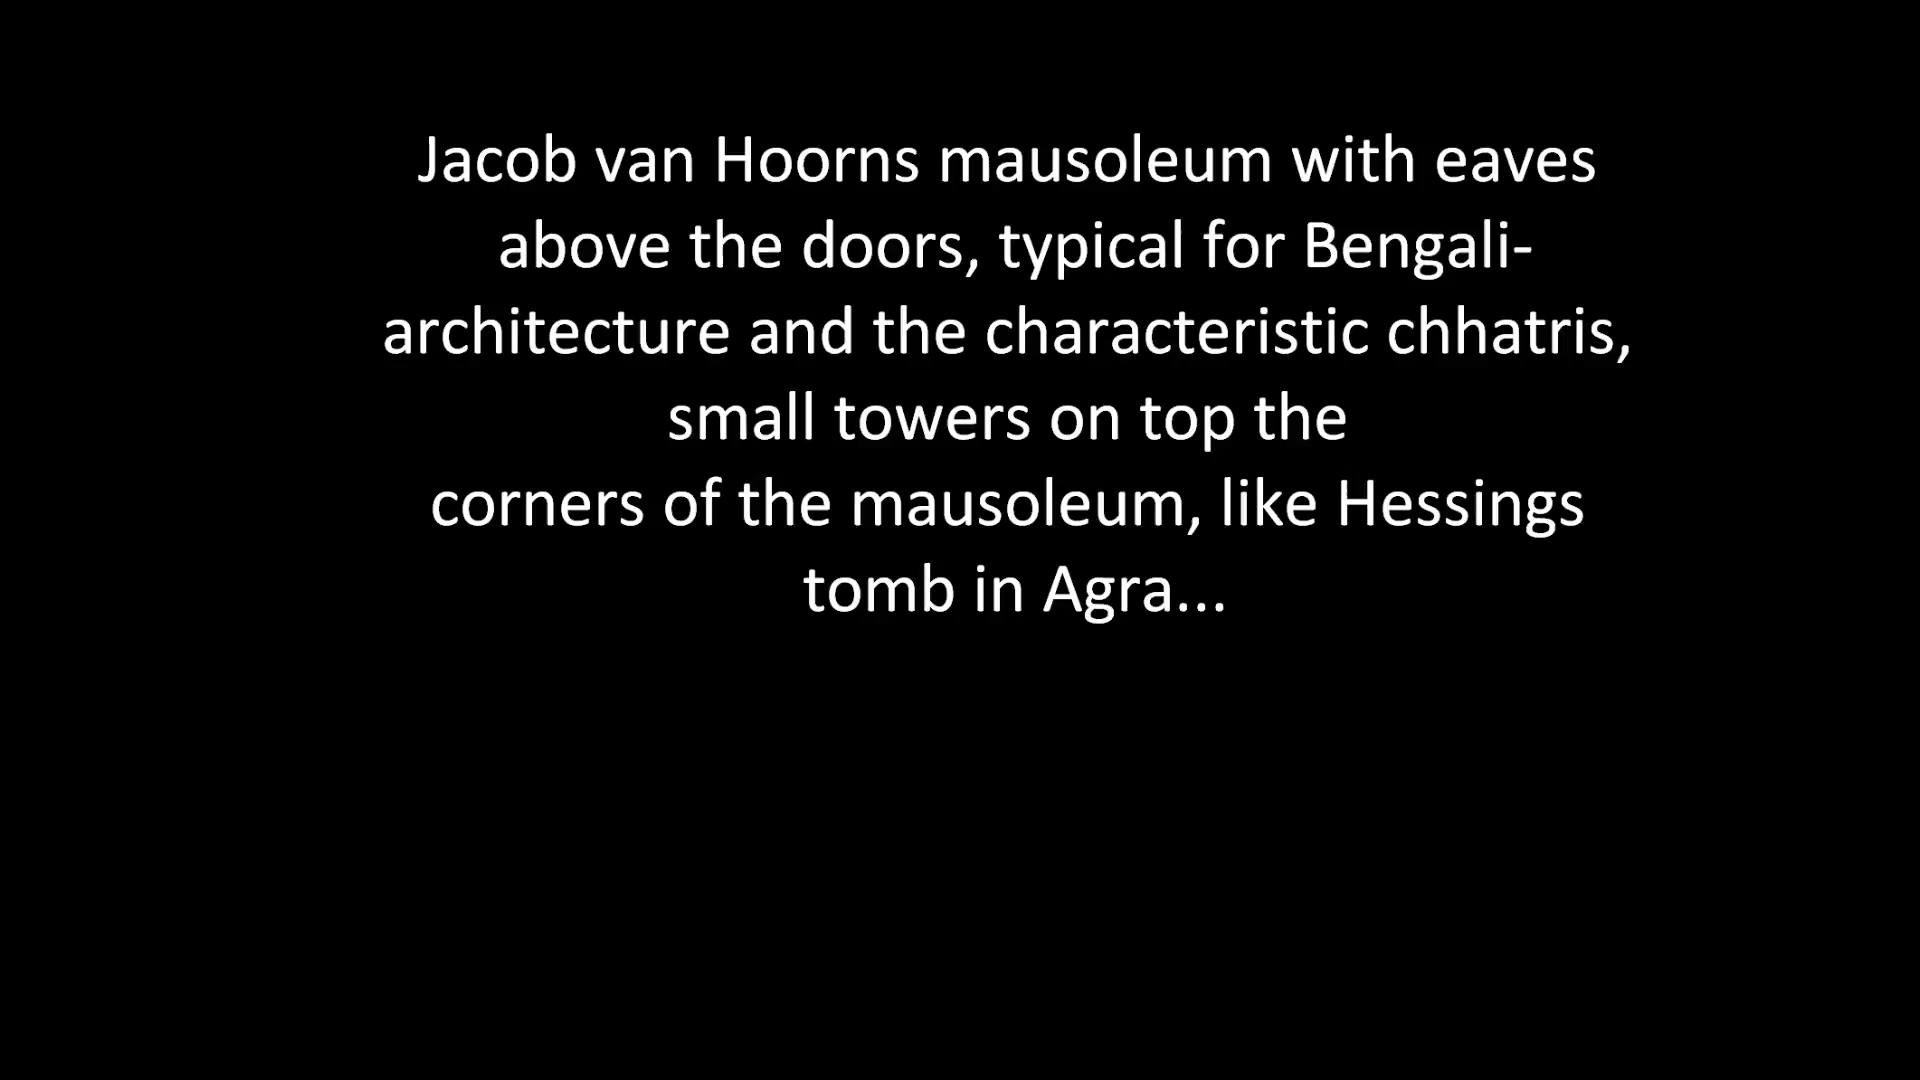 Jacob van Hoorns mausoleum with eaves
above the doors, typical for Bengali-
architecture and the characteristic chhatris,
small towers on top the
corners of the mausoleum, like Hessings
tomb in Agra...